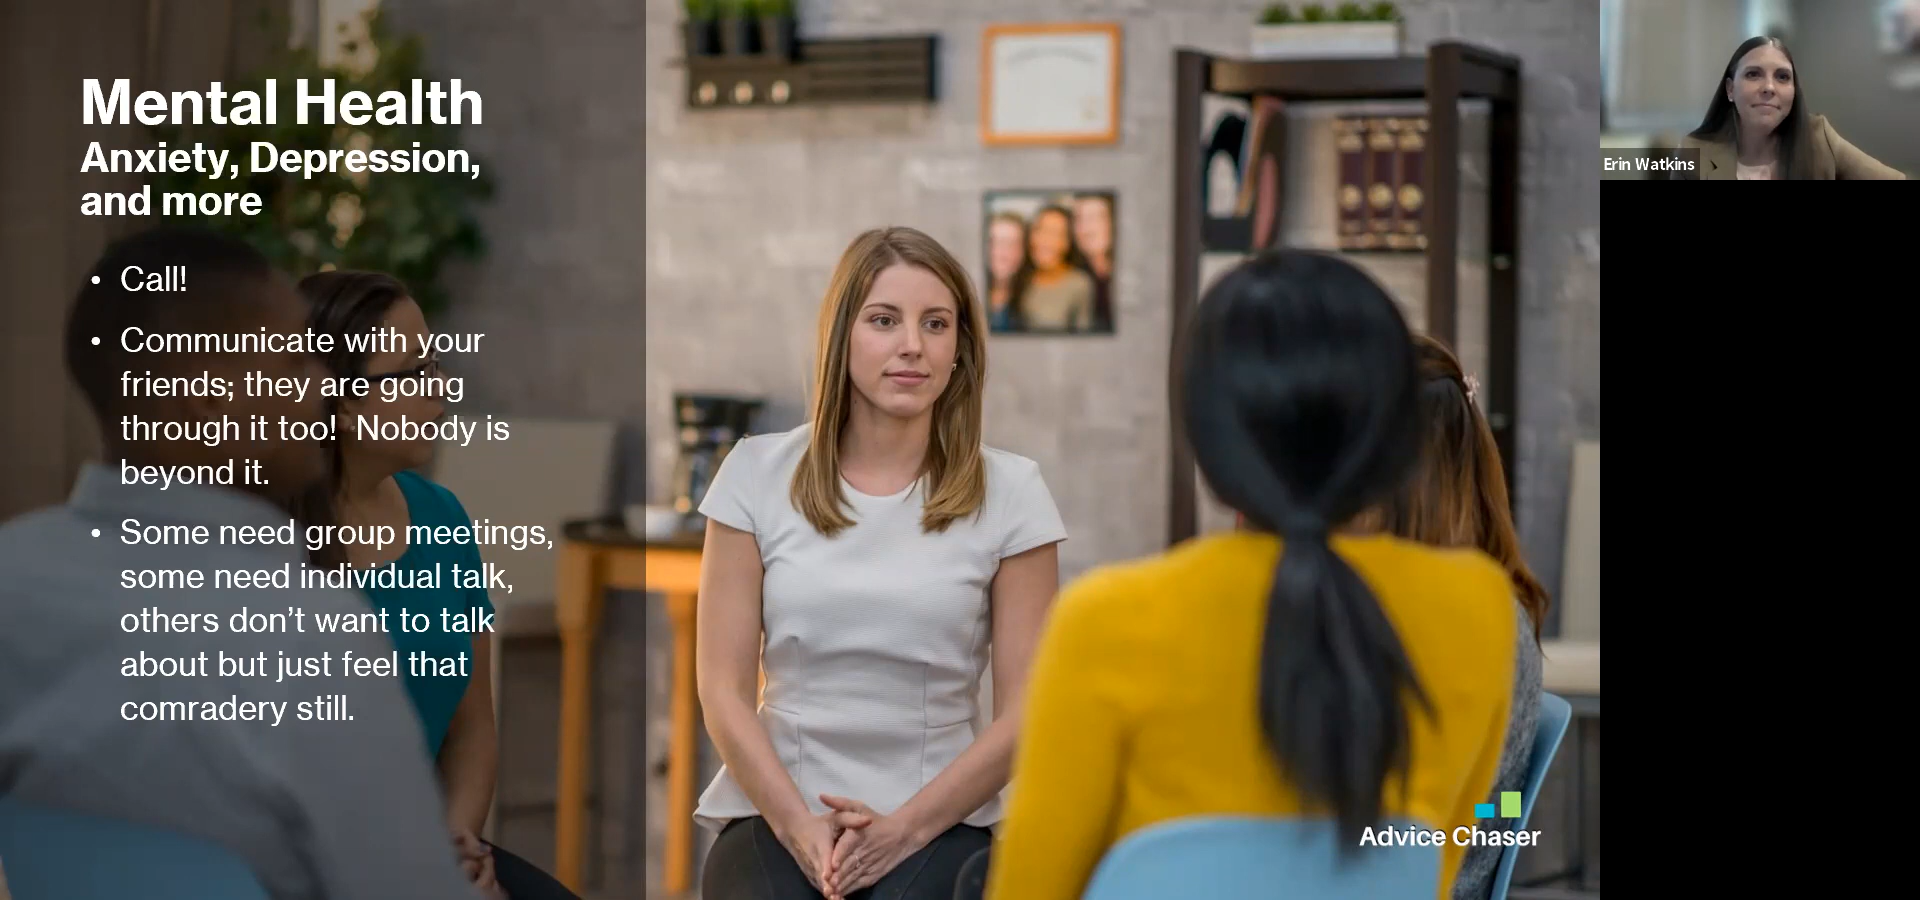 Mental Health
Anxiety, Depression,
and more
• Call!
• Communicate with your
friends; they are going
through it too!  Nobody is
beyond it.
• Some need group meetings,
some need individual talk,
others don’t want to talk
about but just feel that
comradery still.
Advice Chaser
Erin Watkins